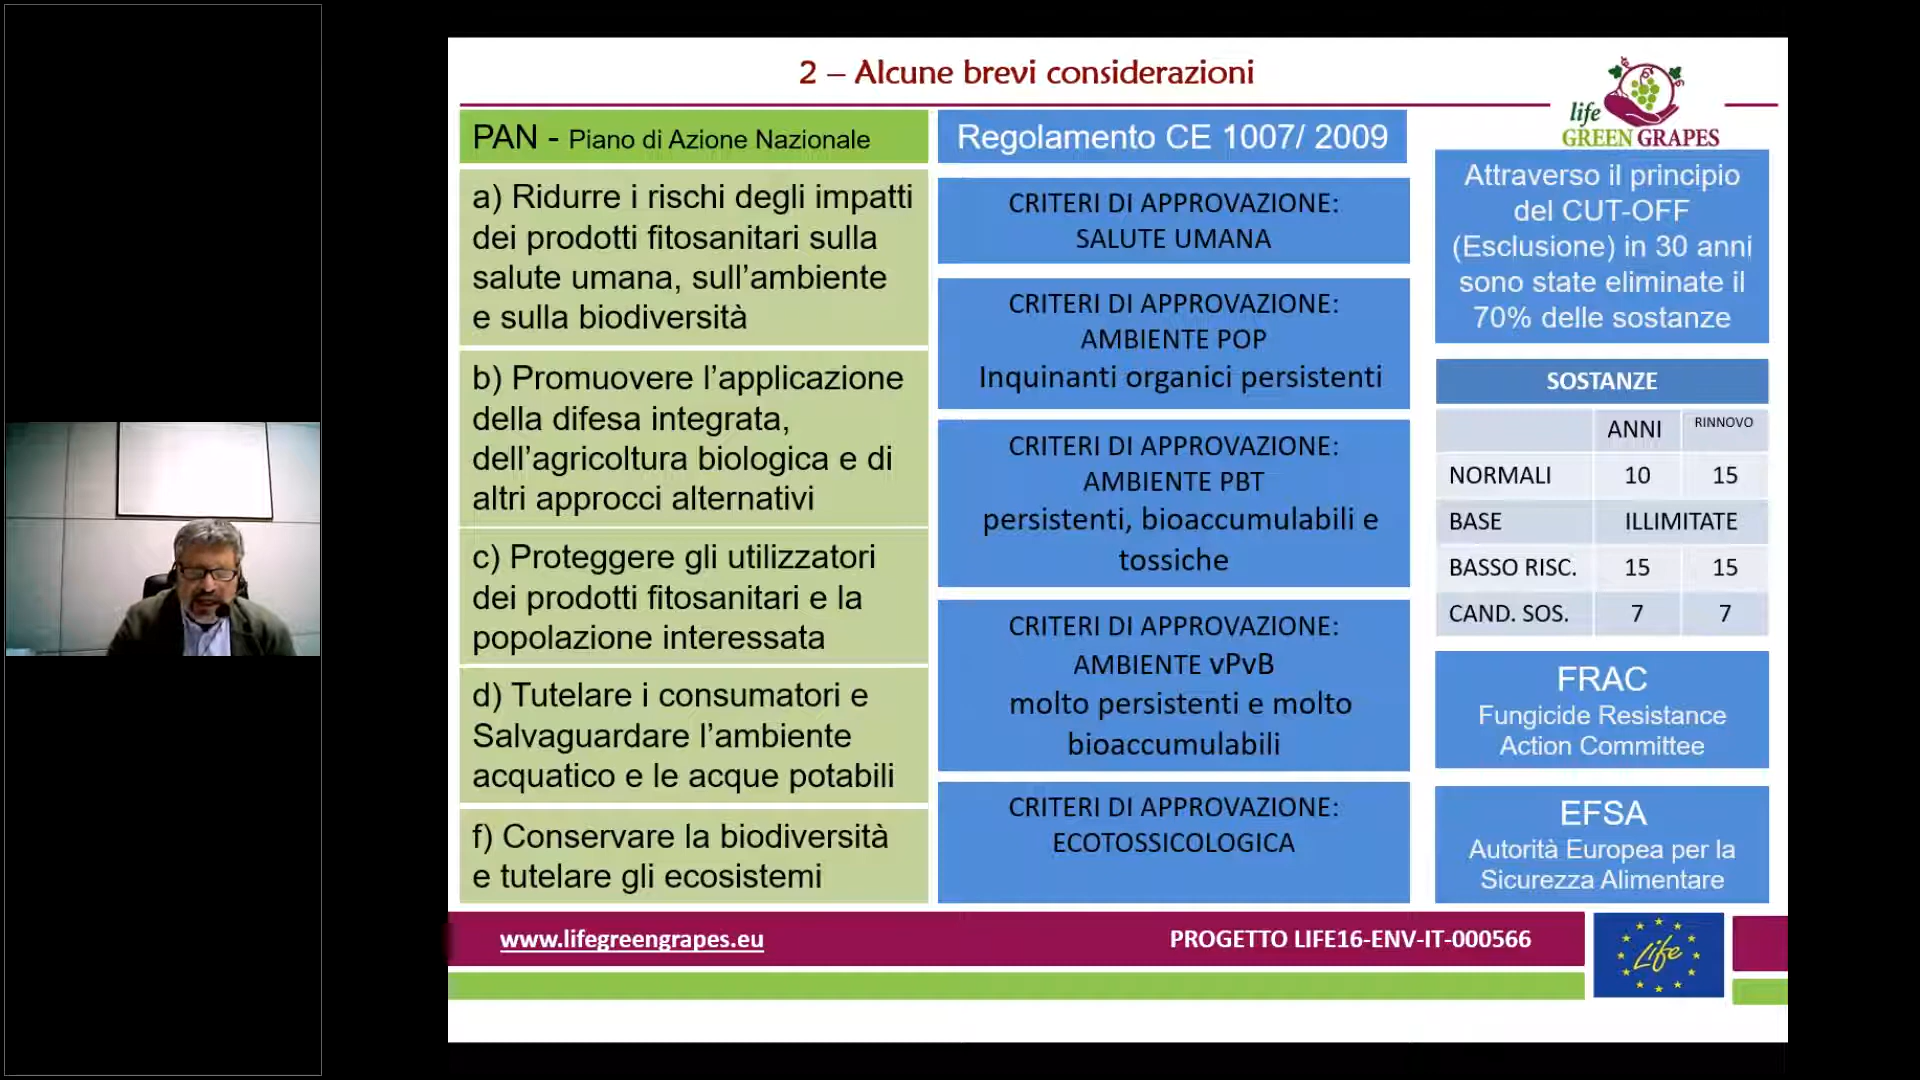 2 – Alcune brevi considerazioni
life
GREEN GRAPES
PAN - Piano di Azione Nazionale
a) Ridurre i rischi degli impatti
dei prodotti fitosanitari sulla
salute umana, sull’ambiente
e sulla biodiversità
b) Promuovere l’applicazione
della difesa integrata,
dell’agricoltura biologica e di
altri approcci alternativi
c) Proteggere gli utilizzatori
dei prodotti fitosanitari e la
popolazione interessata
d) Tutelare i consumatori e
Salvaguardare l’ambiente
acquatico e le acque potabili
f) Conservare la biodiversità
e tutelare gli ecosistemi
Regolamento CE 1007/ 2009
CRITERI DI APPROVAZIONE:
SALUTE UMANA
CRITERI DI APPROVAZIONE:
AMBIENTE POP
Inquinanti organici persistenti
CRITERI DI APPROVAZIONE:
AMBIENTE PBT
persistenti, bioaccumulabili e
tossiche
CRITERI DI APPROVAZIONE:
AMBIENTE vPvB
molto persistenti e molto
bioaccumulabili
CRITERI DI APPROVAZIONE:
ECOTOSSICOLOGICA
Attraverso il principio
del CUT-OFF
(Esclusione) in 30 anni
sono state eliminate il
70% delle sostanze
SOSTANZE
ANNI RINNOVO
NORMALI 10 15
BASE ILLIMITATE
BASSO RISC. 15 15
CAND. SOS. 7 7
FRAC
Fungicide Resistance
Action Committee
EFSA
Autorità Europea per la
Sicurezza Alimentare
www.lifegreengrapes.eu PROGETTO LIFE16-ENV-IT-000566
Life